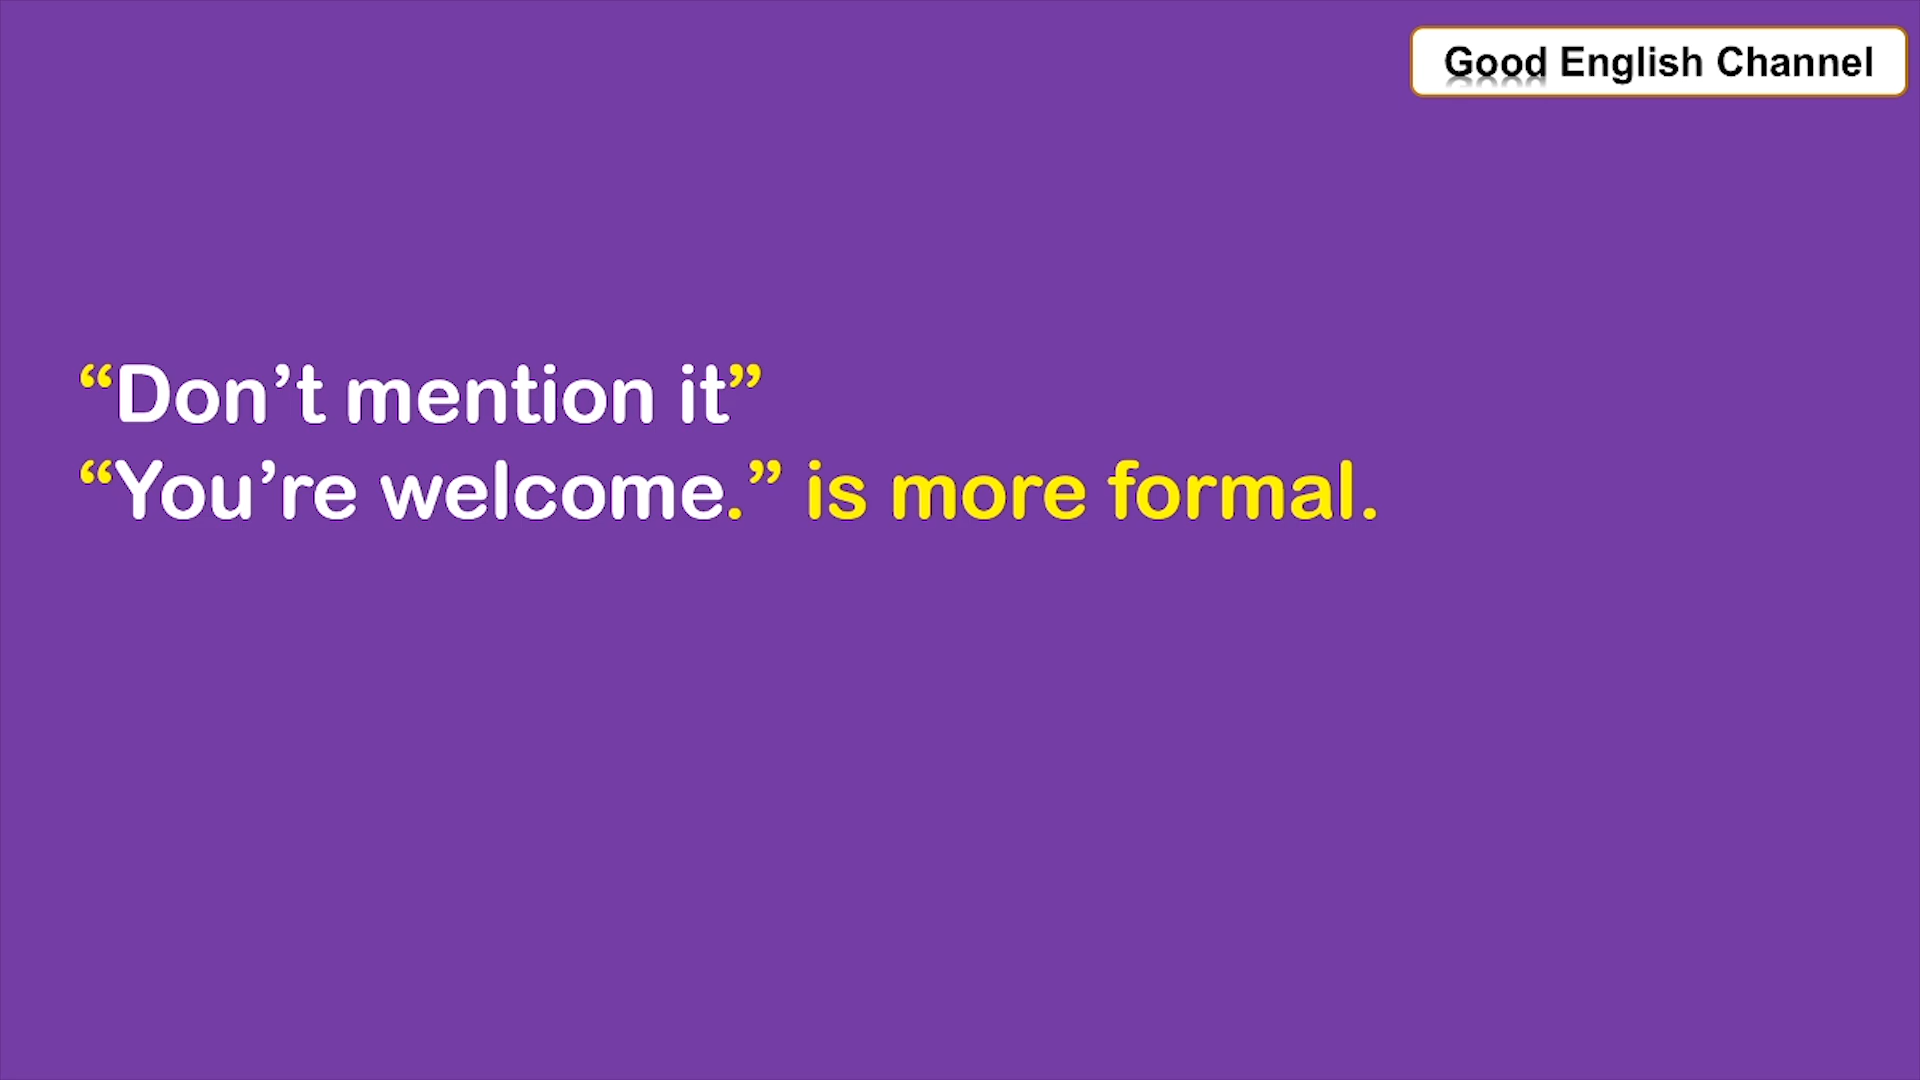 Good English Channel
“Don’t mention it”
“You’re welcome.” is more formal.